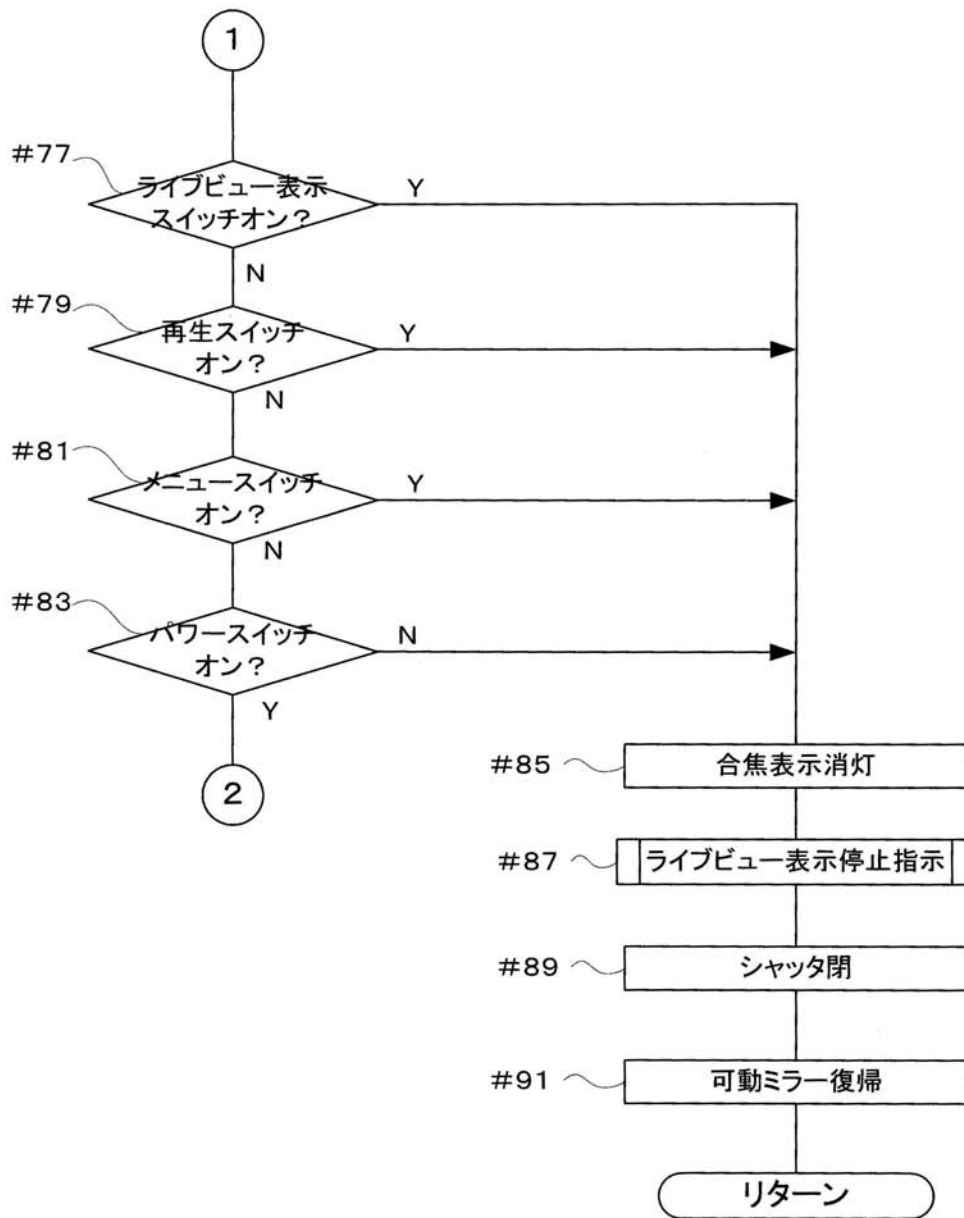 1
#77
ライブビュー表示
スイッチオン？
Y
N
#79
再生スイッチ
オン？
Y
N
#81
メニュースイッチ
オン？
Y
N
#83
パワースイッチ
オン？
N
Y
2
#85
合焦表示消灯
#87
ライブビュー表示停止指示
#89
シャッタ閉
#91
可動ミラー復帰
リターン